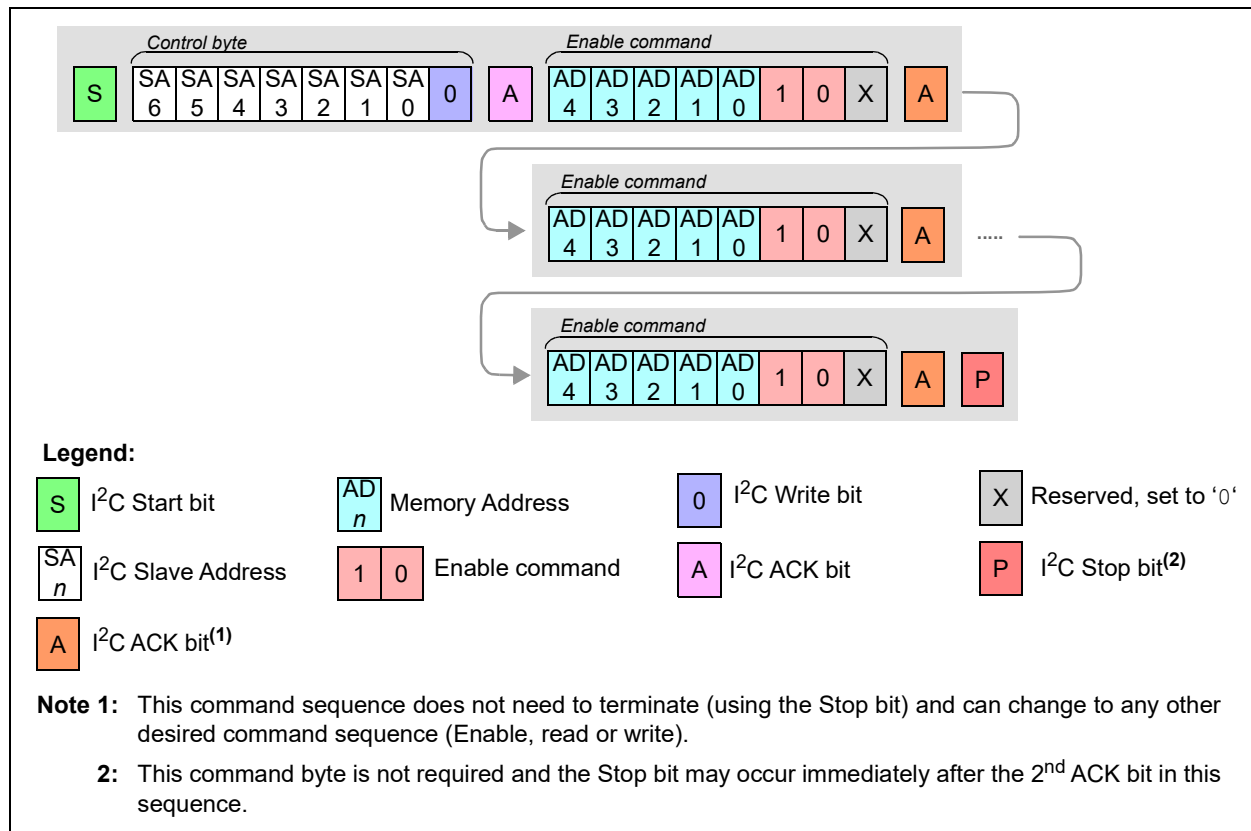 Control byte Enable command
S SA 6 SA 5 SA 4 SA 3 SA 2 SA 1 SA 0 0 A AD 4 AD 3 AD 2 AD 1 AD 0 1 0 X A
Enable command
AD 4 AD 3 AD 2 AD 1 AD 0 1 0 X A .....
Enable command
AD 4 AD 3 AD 2 AD 1 AD 0 1 0 X A P
Legend:
S I²C Start bit AD n Memory Address 0 I²C Write bit X Reserved, set to ‘0‘
SA n I²C Slave Address 1 0 Enable command A I²C ACK bit P I²C Stop bit(2)
A I²C ACK bit(1)
Note 1: This command sequence does not need to terminate (using the Stop bit) and can change to any other
desired command sequence (Enable, read or write).
2: This command byte is not required and the Stop bit may occur immediately after the 2nd ACK bit in this
sequence.